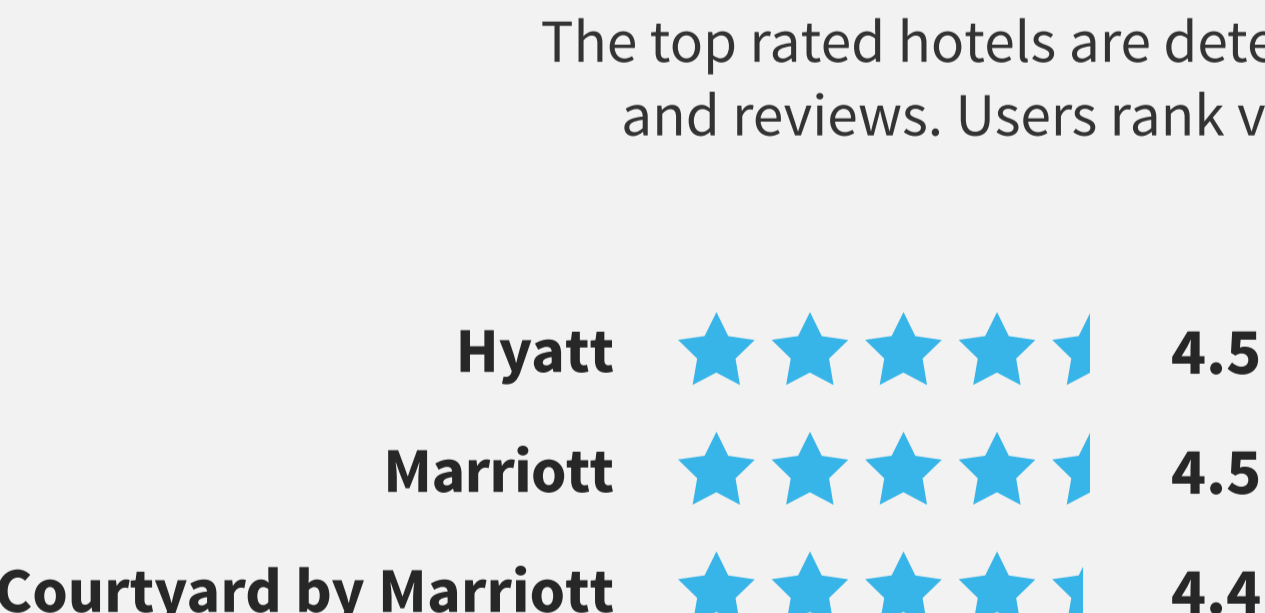 The top rated hotels are dete
and reviews. Users rank v
Hyatt 4.5
Marriott 4.5
Courtyard by Marriott 4.4